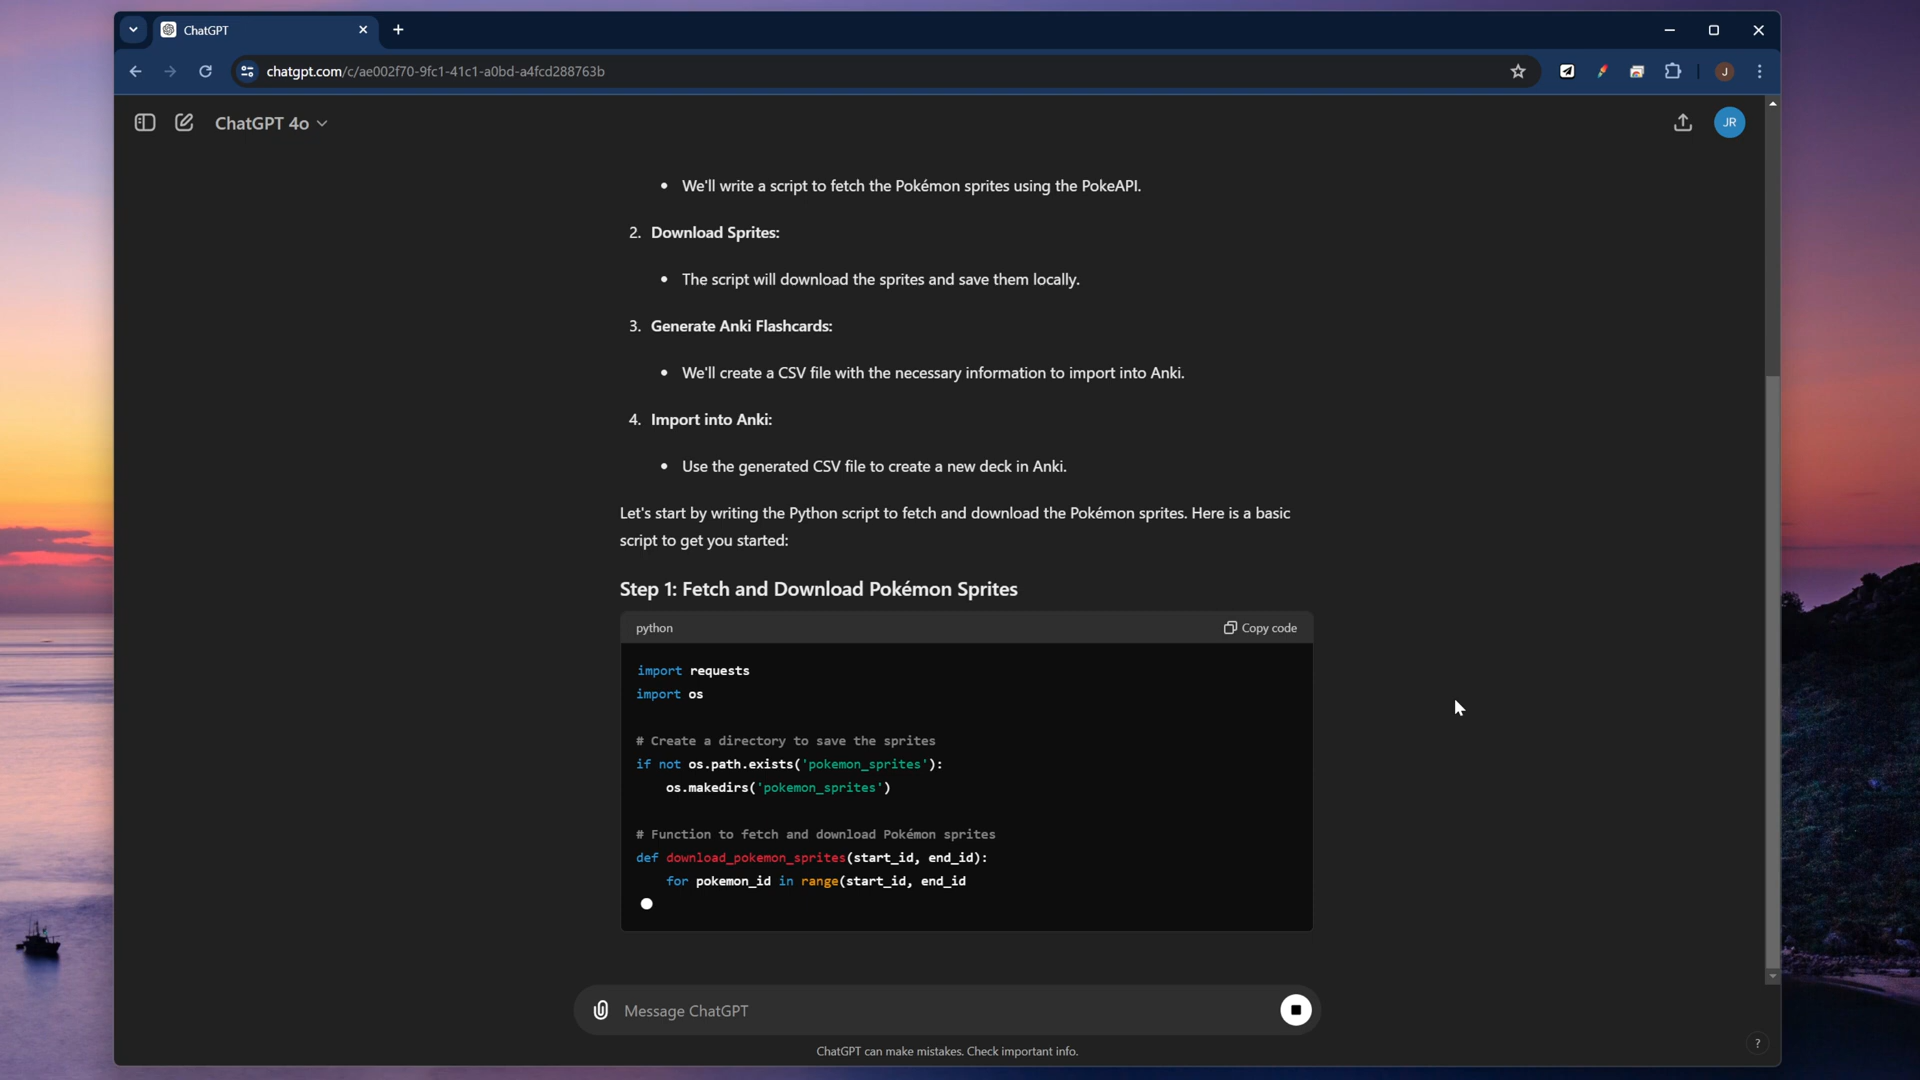 ChatGPT
chatgpt.com/c/ae002f70-9fc1-41c1-a0bd-a4fcd288763b
J
ChatGPT 4o
JR
• We'll write a script to fetch the Pokémon sprites using the PokeAPI.
2. Download Sprites:
• The script will download the sprites and save them locally.
3. Generate Anki Flashcards:
• We'll create a CSV file with the necessary information to import into Anki.
4. Import into Anki:
• Use the generated CSV file to create a new deck in Anki.
Let's start by writing the Python script to fetch and download the Pokémon sprites. Here is a basic
script to get you started:
Step 1: Fetch and Download Pokémon Sprites
python Copy code
import requests
import os
# Create a directory to save the sprites
if not os.path.exists('pokemon_sprites'):
    os.makedirs('pokemon_sprites')
# Function to fetch and download Pokémon sprites
def download_pokemon_sprites(start_id, end_id):
    for pokemon_id in range(start_id, end_id
Message ChatGPT
ChatGPT can make mistakes. Check important info.
?